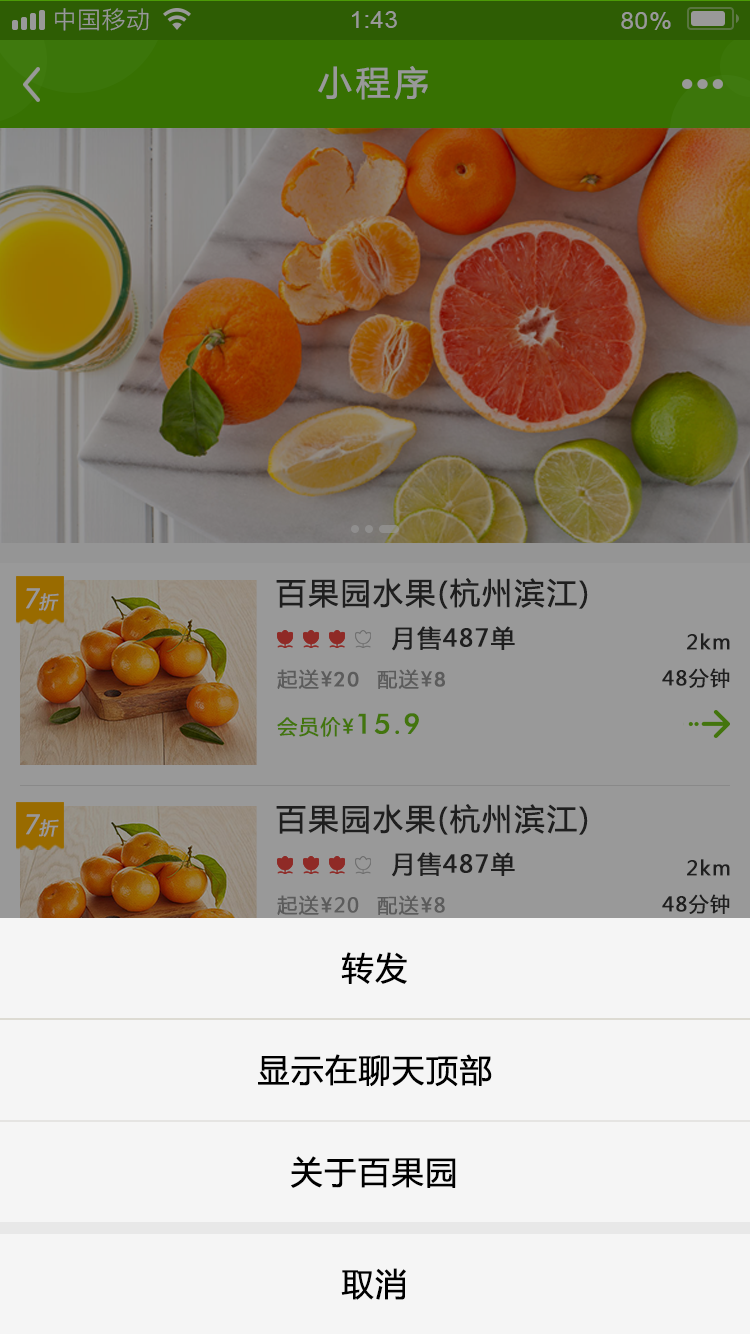 中国移动 1:43 80%
小程序
7折
百果园水果(杭州滨江)
月售487单 2km
起送¥20 配送¥8 48分钟
会员价¥15.9
7折
百果园水果(杭州滨江)
月售487单 2km
起送¥20 配送¥8 48分钟
转发
显示在聊天顶部
关于百果园
取消